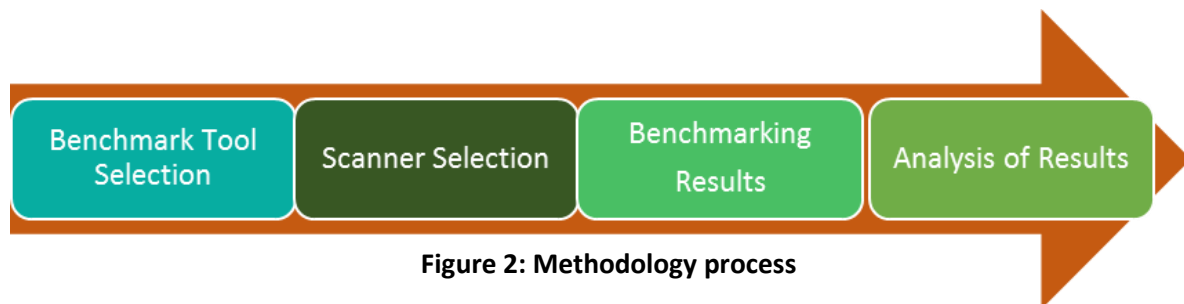 Benchmark Tool
Selection
Scanner Selection
Benchmarking
Results
Analysis of Results
Figure 2: Methodology process